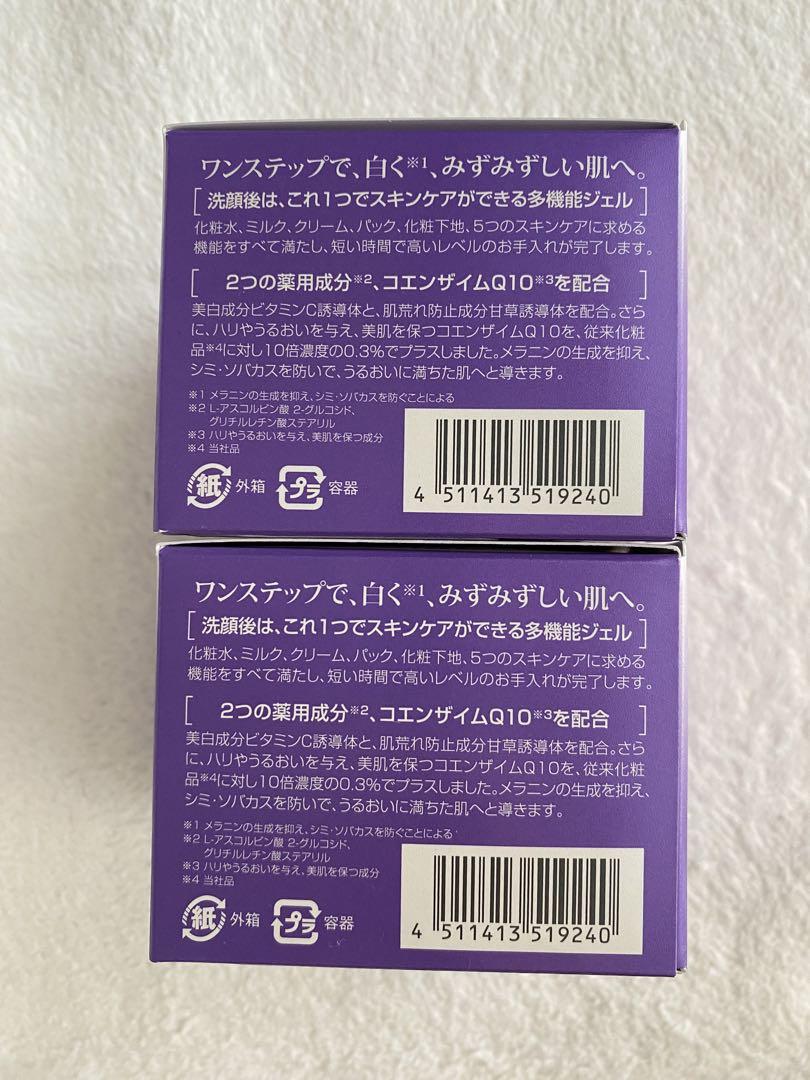 ワンステップで、白く※1、みずみずしい肌へ。
[ 洗顔後は、これ1つでスキンケアができる多機能ジェル ]
化粧水、ミルク、クリーム、パック、化粧下地、5つのスキンケアに求める
機能をすべて満たし、短い時間で高いレベルのお手入れが完了します。
[ 2つの薬用成分※2、コエンザイムQ10※3を配合 ]
美白成分ビタミンC誘導体と、肌荒れ防止成分甘草誘導体を配合。さら
に、ハリやうるおいを与え、美肌を保つコエンザイムQ10を、従来化粧
品※4に対し10倍濃度の0.3%でプラスしました。メラニンの生成を抑え、
シミ・ソバカスを防いで、うるおいに満ちた肌へと導きます。
※1 メラニンの生成を抑え、シミ・ソバカスを防ぐことによる
※2 L-アスコルビン酸 2-グルコシド、
グリチルレチン酸ステアリル
※3 ハリやうるおいを与え、美肌を保つ成分
※4 当社品
紙 外箱 プラ 容器
4 511413 519240
ワンステップで、白く※1、みずみずしい肌へ。
[ 洗顔後は、これ1つでスキンケアができる多機能ジェル ]
化粧水、ミルク、クリーム、パック、化粧下地、5つのスキンケアに求める
機能をすべて満たし、短い時間で高いレベルのお手入れが完了します。
[ 2つの薬用成分※2、コエンザイムQ10※3を配合 ]
美白成分ビタミンC誘導体と、肌荒れ防止成分甘草誘導体を配合。さら
に、ハリやうるおいを与え、美肌を保つコエンザイムQ10を、従来化粧
品※4に対し10倍濃度の0.3%でプラスしました。メラニンの生成を抑え、
シミ・ソバカスを防いで、うるおいに満ちた肌へと導きます。
※1 メラニンの生成を抑え、シミ・ソバカスを防ぐことによる
※2 L-アスコルビン酸 2-グルコシド、
グリチルレチン酸ステアリル
※3 ハリやうるおいを与え、美肌を保つ成分
※4 当社品
紙 外箱 プラ 容器
4 511413 519240